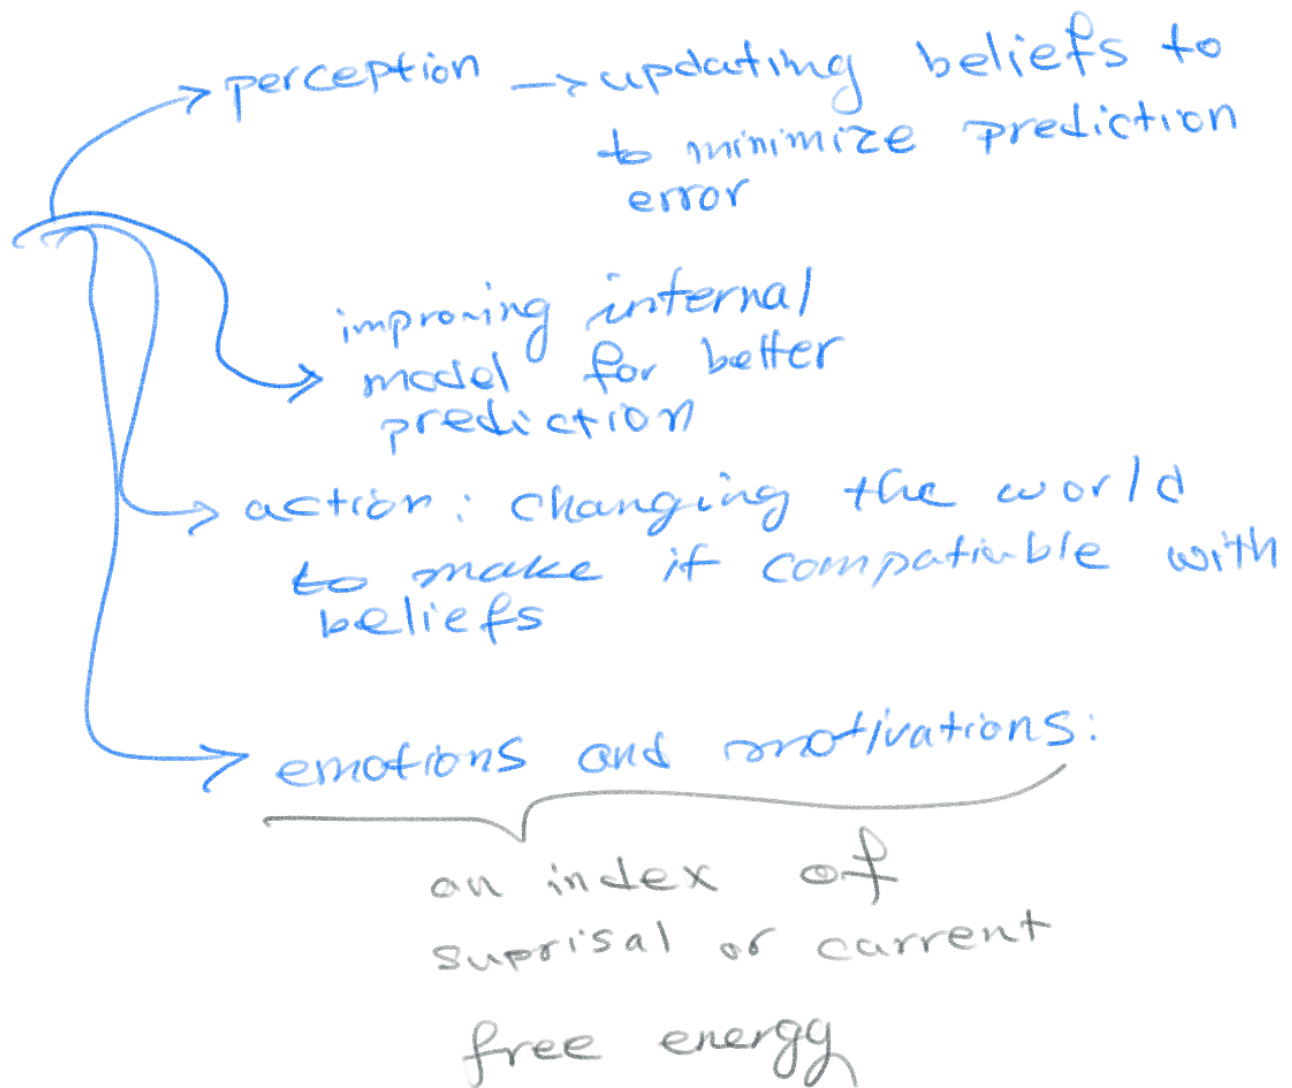 perception → updating beliefs to
to minimize prediction
error
improving internal
model for better
prediction
action: changing the world
to make it compatiuble with
beliefs
emotions and motivations:
an index of
suprisal or current
free energy